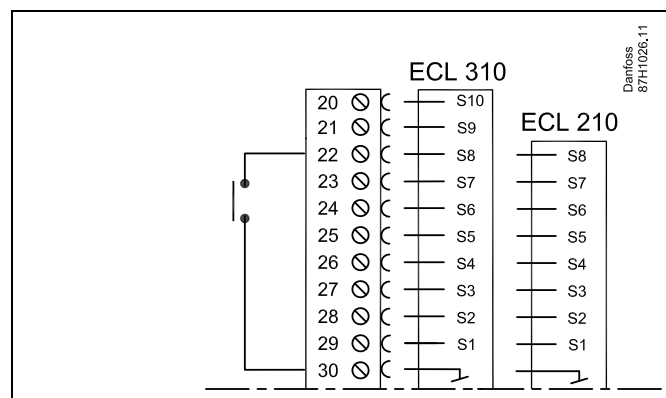 Danfoss
87H1026.11
ECL 310
ECL 210
20 S10
21 S9
22 S8 S8
23 S7 S7
24 S6 S6
25 S5 S5
26 S4 S4
27 S3 S3
28 S2 S2
29 S1 S1
30